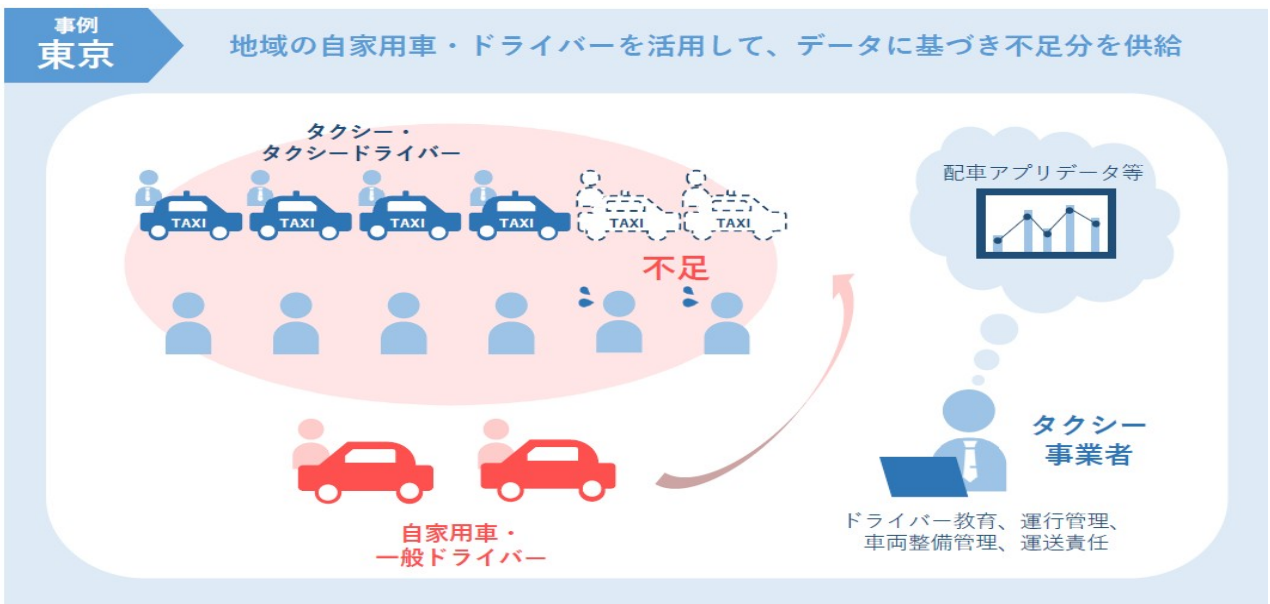 事例
東京
地域の自家用車・ドライバーを活用して、データに基づき不足分を供給
タクシー・
タクシードライバー
TAXI
TAXI
TAXI
TAXI
TAXI
TAXI
不足
自家用車・
一般ドライバー
配車アプリデータ等
タクシー
事業者
ドライバー教育、運行管理、
車両整備管理、運送責任